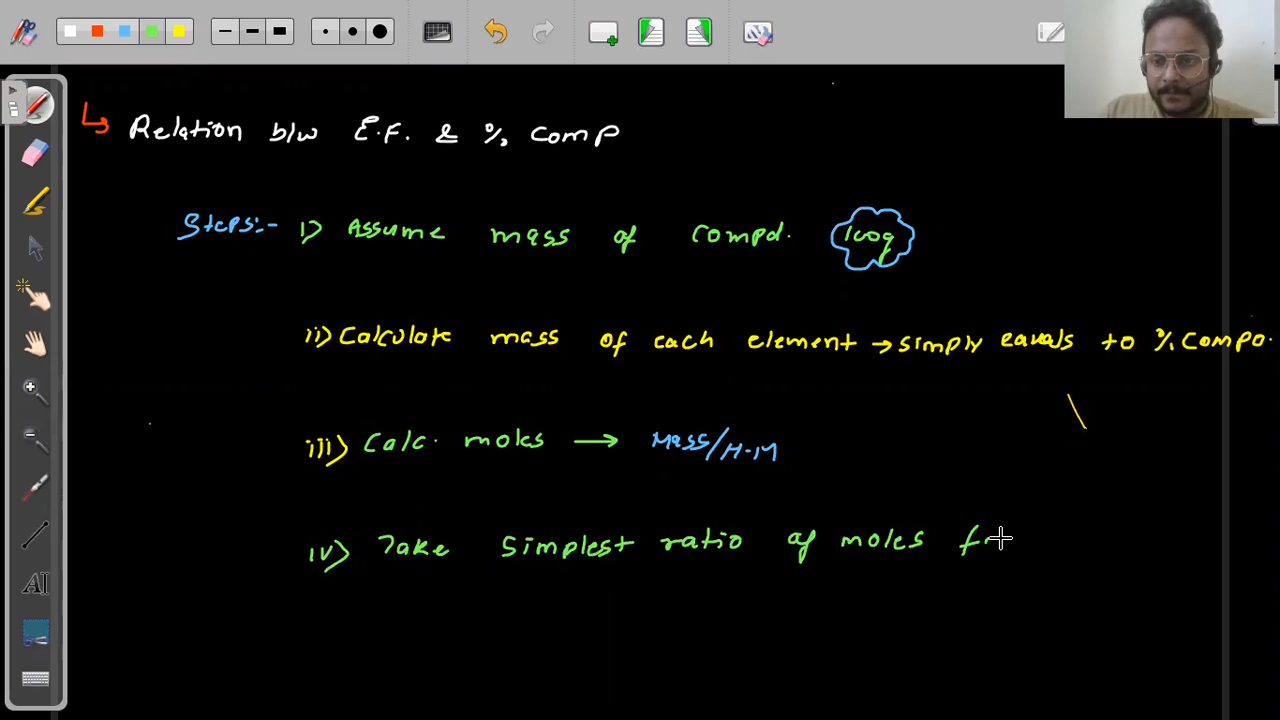 ↳ Relation b/w E.F. & % Comp
Steps:- i) Assume mass of Compd. 100g
ii) Calculate mass of each element → simply equals to % Compo.
iii) Calc. moles → Mass/M.M
iv) Take Simplest ratio of moles fr